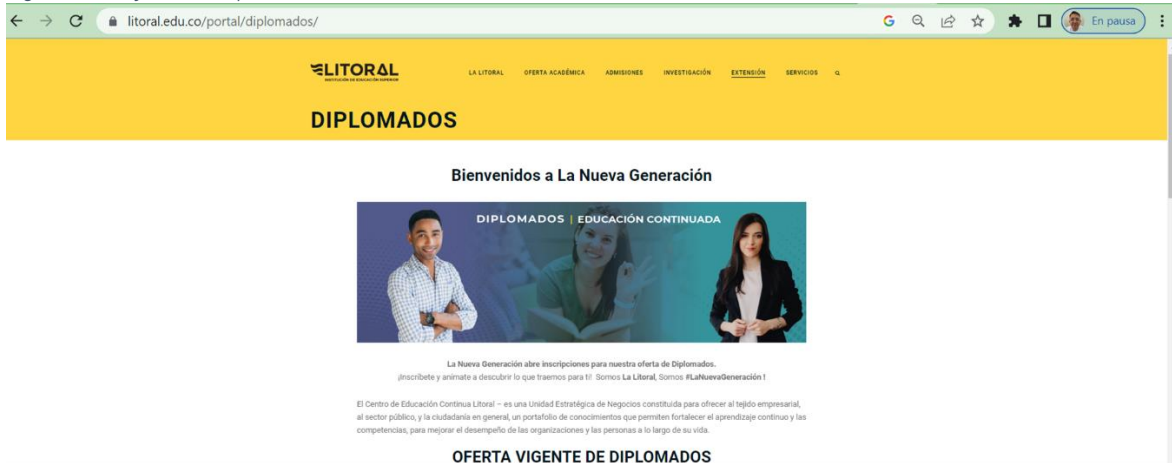 litoral.edu.co/portal/diplomados/
En pausa
LITORAL
INSTITUCIÓN DE EDUCACIÓN SUPERIOR
LA LITORAL OFERTA ACADÉMICA ADMISIONES INVESTIGACIÓN EXTENSIÓN SERVICIOS
DIPLOMADOS
Bienvenidos a La Nueva Generación
DIPLOMADOS | EDUCACIÓN CONTINUADA
La Nueva Generación abre inscripciones para nuestra oferta de Diplomados.
¡Inscríbete y anímate a descubrir lo que traemos para ti! Somos La Litoral, Somos #LaNuevaGeneración !
El Centro de Educación Continua Litoral – es una Unidad Estratégica de Negocios constituida para ofrecer al tejido empresarial,
al sector público, y la ciudadanía en general, un portafolio de conocimientos que permiten fortalecer el aprendizaje continuo y las
competencias, para mejorar el desempeño de las organizaciones y las personas a lo largo de su vida.
OFERTA VIGENTE DE DIPLOMADOS